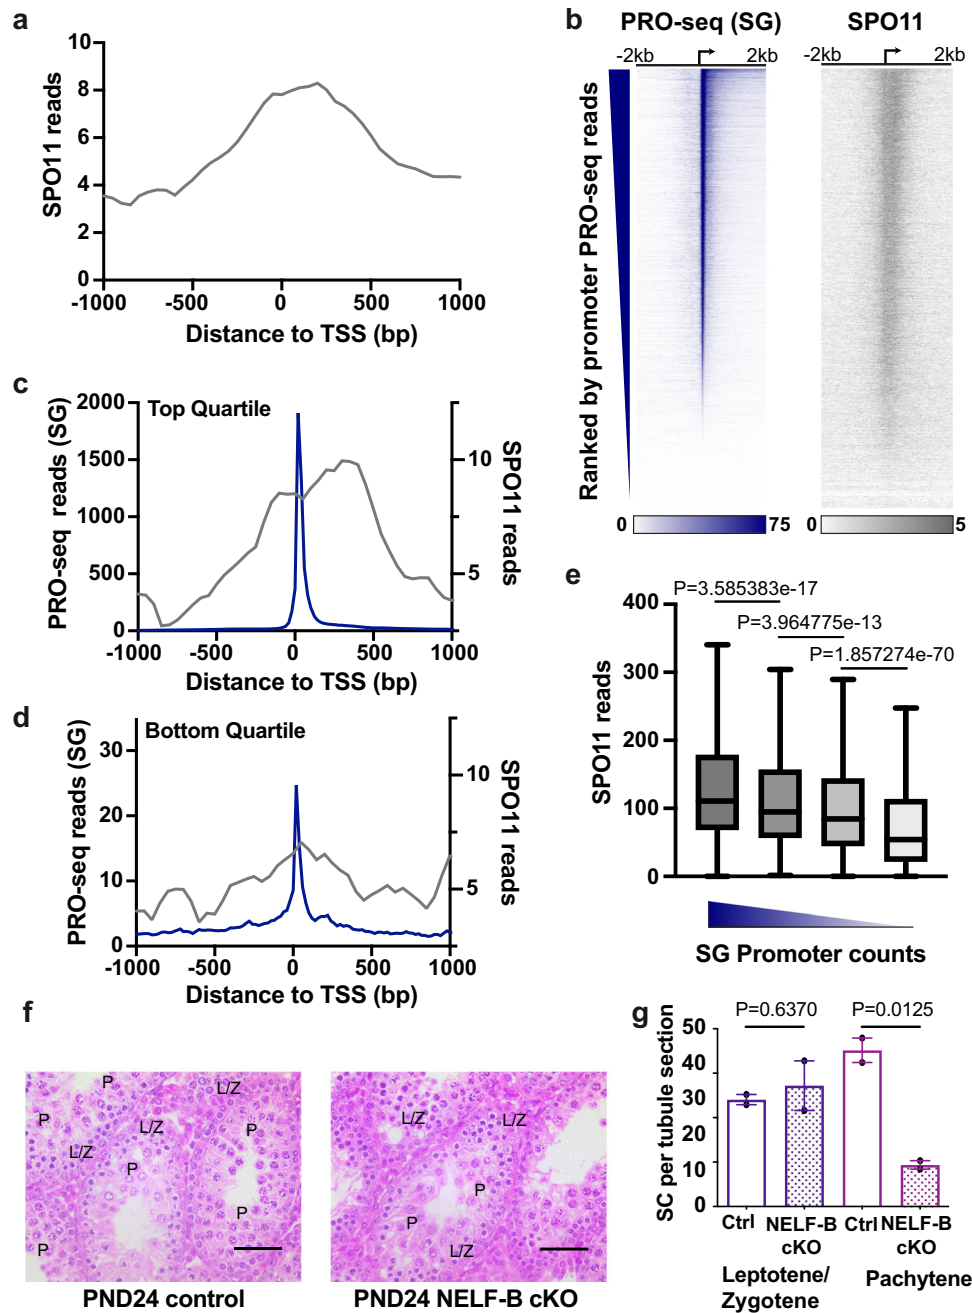 a
10
8
6
4
2
0
SPO11 reads
-1000 -500 0 500 1000
Distance to TSS (bp)
b
PRO-seq (SG) SPO11
-2kb 2kb -2kb 2kb
Ranked by promoter PRO-seq reads
0 75 0 5
c
Top Quartile
PRO-seq reads (SG)
2000
1500
1000
500
0
10
5
SPO11 reads
-1000 -500 0 500 1000
Distance to TSS (bp)
d
Bottom Quartile
PRO-seq reads (SG)
30
20
10
0
10
5
SPO11 reads
-1000 -500 0 500 1000
Distance to TSS (bp)
e
P=3.585383e-17
P=3.964775e-13
P=1.857274e-70
400
300
200
100
0
SPO11 reads
SG Promoter counts
f
P L/Z
P L/Z P
L/Z P
P
P
L/Z L/Z
P
P
L/Z
PND24 control PND24 NELF-B cKO
g
P=0.6370 P=0.0125
50
40
30
20
10
0
SC per tubule section
Ctrl NELF-B Ctrl NELF-B
cKO cKO
Leptotene/ Pachytene
Zygotene